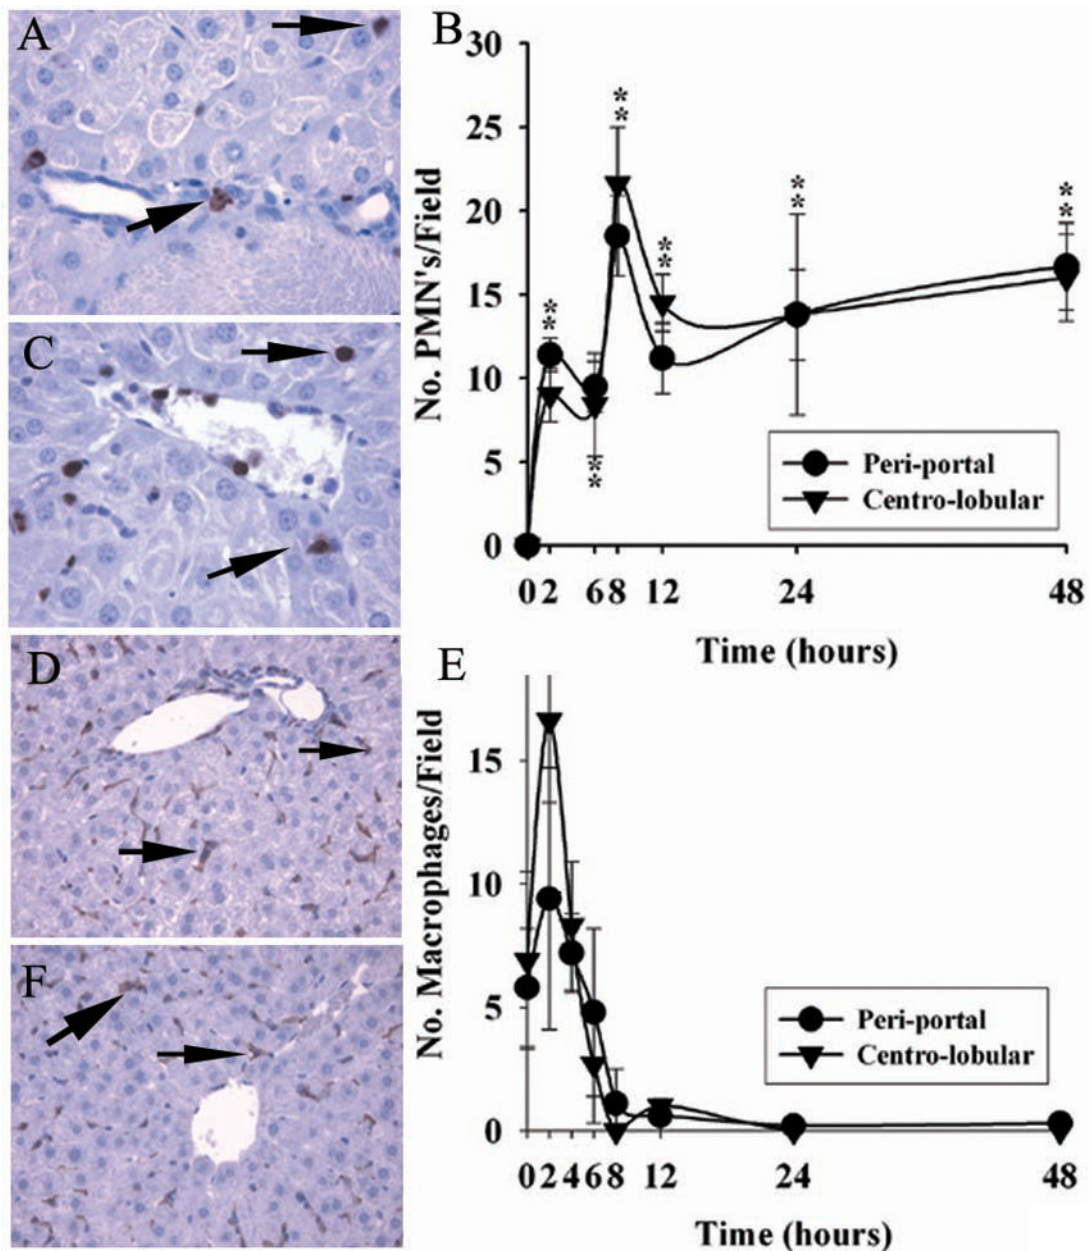 A
B
30
25
20
15
10
5
0
No. PMN's/Field
**
**
**
**
**
**
Peri-portal
Centro-lobular
0 2 6 8 12 24 48
Time (hours)
C
D
E
15
10
5
0
No. Macrophages/Field
Peri-portal
Centro-lobular
0 2 4 6 8 12 24 48
Time (hours)
F